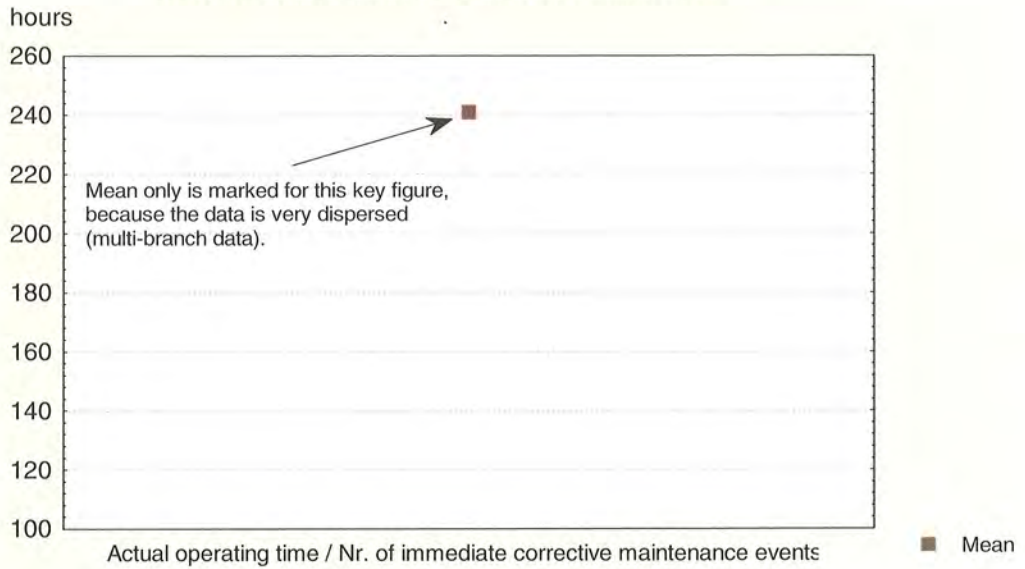 hours
260
240
220
200
180
160
140
120
100
Mean only is marked for this key figure,
because the data is very dispersed
(multi-branch data).
Actual operating time / Nr. of immediate corrective maintenance events
Mean